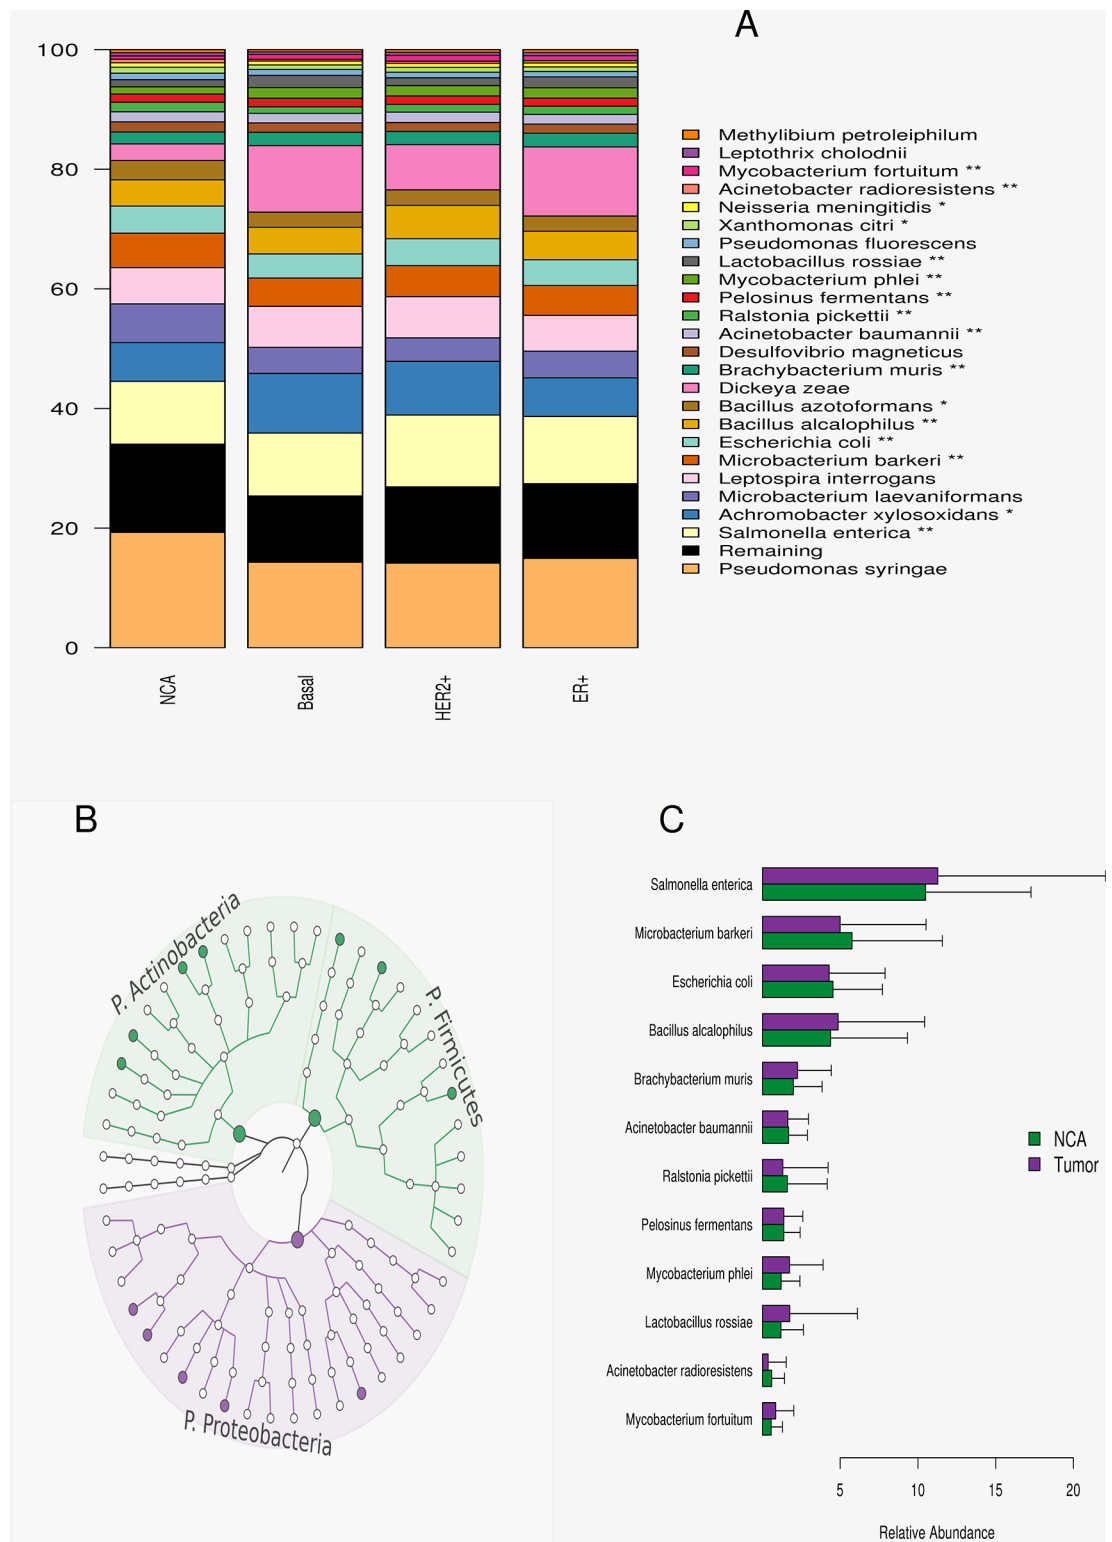 A
100
80
60
40
20
0
NCA
Basal
HER2+
ER+
Methylibium petroleiphilum
Leptothrix cholodnii
Mycobacterium fortuitum **
Acinetobacter radioresistens **
Neisseria meningitidis *
Xanthomonas citri *
Pseudomonas fluorescens
Lactobacillus rossiae **
Mycobacterium phlei **
Pelosinus fermentans **
Ralstonia pickettii **
Acinetobacter baumannii **
Desulfovibrio magneticus
Brachybacterium muris **
Dickeya zeae
Bacillus azotoformans *
Bacillus alcalophilus **
Escherichia coli **
Microbacterium barkeri **
Leptospira interrogans
Microbacterium laevaniformans
Achromobacter xylosoxidans *
Salmonella enterica **
Remaining
Pseudomonas syringae
B
P. Actinobacteria
P. Firmicutes
P. Proteobacteria
C
Salmonella enterica
Microbacterium barkeri
Escherichia coli
Bacillus alcalophilus
Brachybacterium muris
Acinetobacter baumannii
Ralstonia pickettii
Pelosinus fermentans
Mycobacterium phlei
Lactobacillus rossiae
Acinetobacter radioresistens
Mycobacterium fortuitum
NCA
Tumor
5
10
15
20
Relative Abundance